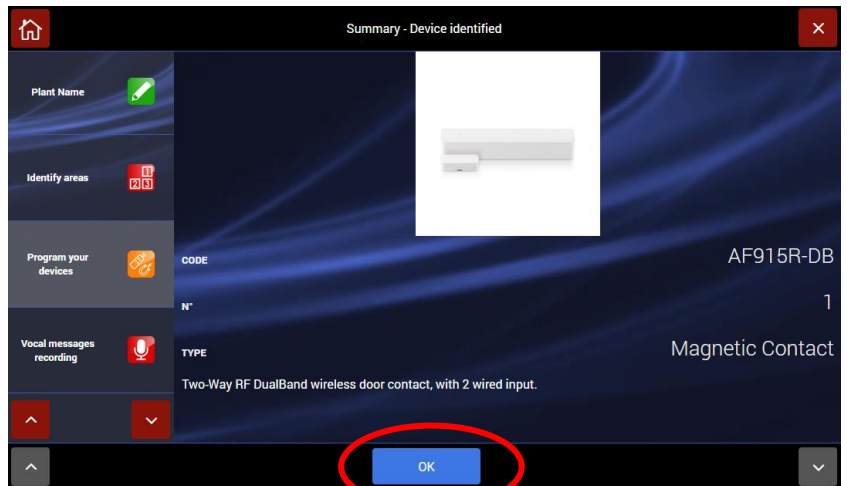 Summary - Device identified
Plant Name
Identify areas
Program your
devices
Vocal messages
recording
CODE
AF915R-DB
N°
1
TYPE
Magnetic Contact
Two-Way RF DualBand wireless door contact, with 2 wired input.
OK